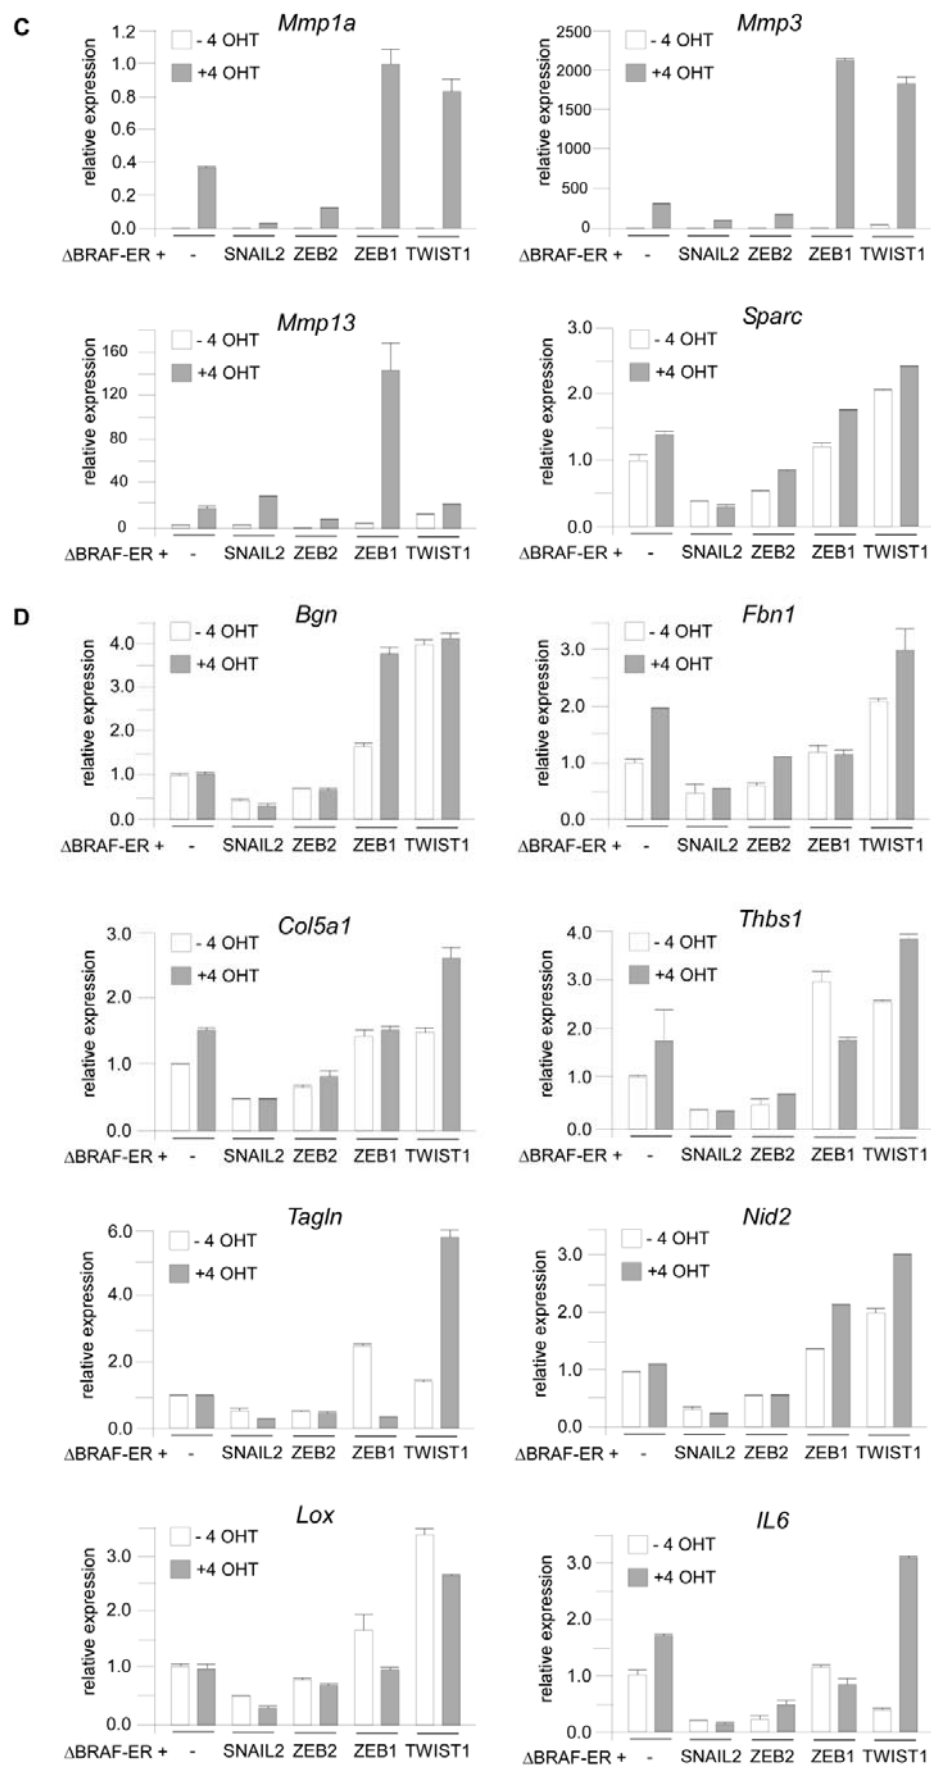 C
Mmp1a
Mmp3
relative expression
1.2
1.0
0.8
0.6
0.4
0.2
0.0
- 4 OHT
+4 OHT
ΔBRAF-ER + - SNAIL2 ZEB2 ZEB1 TWIST1
relative expression
2500
2000
1500
1000
500
0
- 4 OHT
+4 OHT
ΔBRAF-ER + - SNAIL2 ZEB2 ZEB1 TWIST1
Mmp13
Sparc
relative expression
160
120
80
40
0
- 4 OHT
+4 OHT
ΔBRAF-ER + - SNAIL2 ZEB2 ZEB1 TWIST1
relative expression
3.0
2.0
1.0
0.0
- 4 OHT
+4 OHT
ΔBRAF-ER + - SNAIL2 ZEB2 ZEB1 TWIST1
D
Bgn
Fbn1
relative expression
4.0
3.0
2.0
1.0
0.0
- 4 OHT
+4 OHT
ΔBRAF-ER + - SNAIL2 ZEB2 ZEB1 TWIST1
relative expression
3.0
2.0
1.0
0.0
- 4 OHT
+4 OHT
ΔBRAF-ER + - SNAIL2 ZEB2 ZEB1 TWIST1
Col5a1
Thbs1
relative expression
3.0
2.0
1.0
0.0
- 4 OHT
+4 OHT
ΔBRAF-ER + - SNAIL2 ZEB2 ZEB1 TWIST1
relative expression
4.0
3.0
2.0
1.0
0.0
- 4 OHT
+4 OHT
ΔBRAF-ER + - SNAIL2 ZEB2 ZEB1 TWIST1
Tagln
Nid2
relative expression
6.0
4.0
2.0
0.0
- 4 OHT
+4 OHT
ΔBRAF-ER + - SNAIL2 ZEB2 ZEB1 TWIST1
relative expression
3.0
2.0
1.0
0.0
- 4 OHT
+4 OHT
ΔBRAF-ER + - SNAIL2 ZEB2 ZEB1 TWIST1
Lox
IL6
relative expression
3.0
2.0
1.0
0.0
- 4 OHT
+4 OHT
ΔBRAF-ER + - SNAIL2 ZEB2 ZEB1 TWIST1
relative expression
3.0
2.0
1.0
0.0
- 4 OHT
+4 OHT
ΔBRAF-ER + - SNAIL2 ZEB2 ZEB1 TWIST1